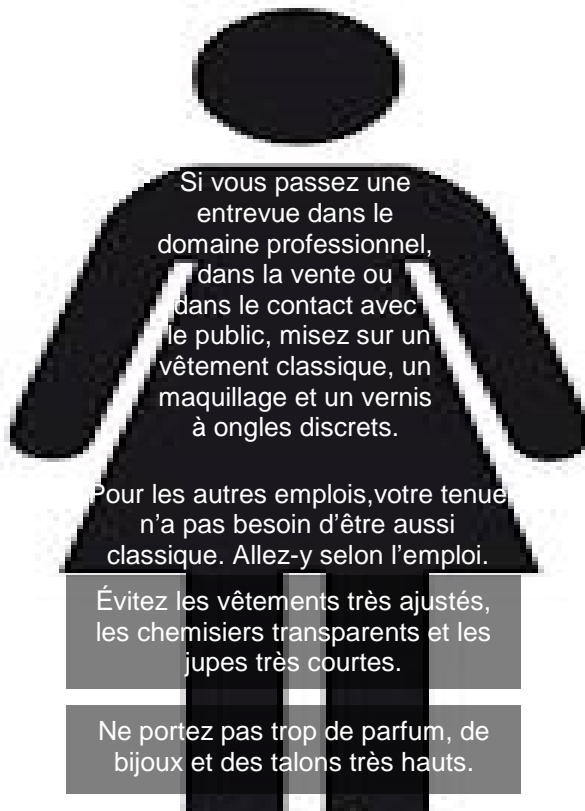 Si vous passez une
entrevue dans le
domaine professionnel,
dans la vente ou
dans le contact avec
le public, misez sur un
vêtement classique, un
maquillage et un vernis
à ongles discrets.
Pour les autres emplois,votre tenue
n'a pas besoin d'être aussi
classique. Allez-y selon l'emploi.
Évitez les vêtements très ajustés,
les chemisiers transparents et les
jupes très courtes.
Ne portez pas trop de parfum, de
bijoux et des talons très hauts.